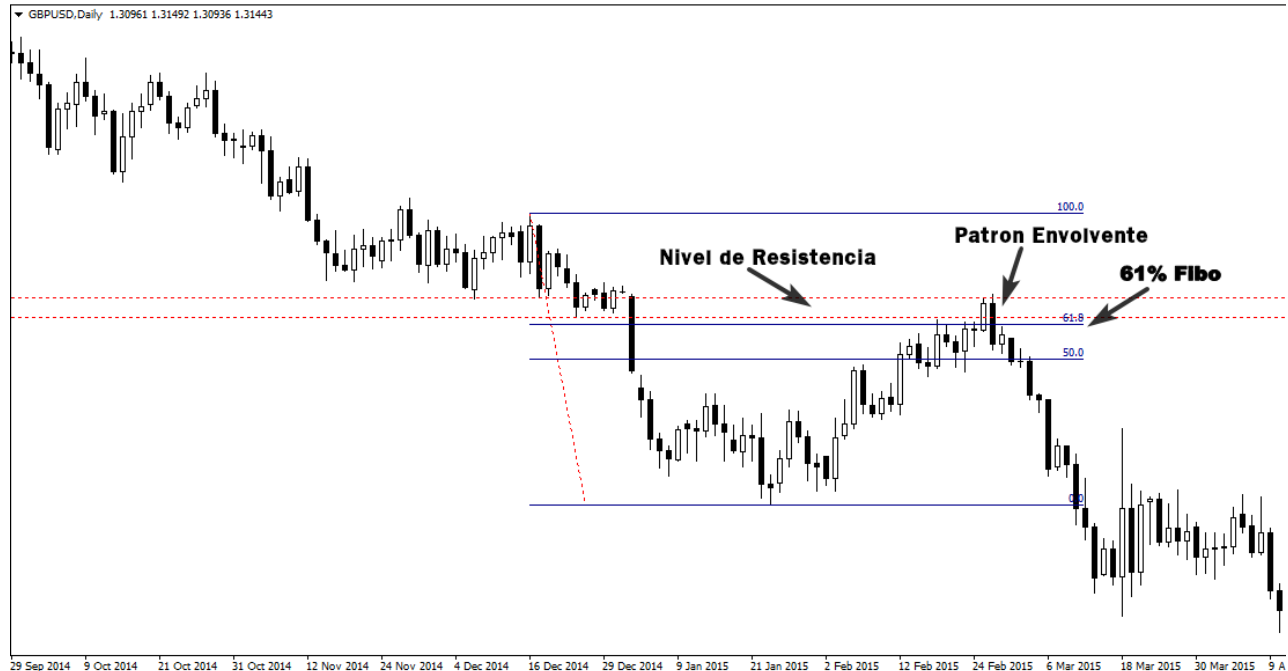 GBPUSD,Daily 1.30961 1.31492 1.30936 1.31443
100.0
Patron Envolvente
Nivel de Resistencia
61% Fibo
61.8
50.0
0.0
29 Sep 2014 9 Oct 2014 21 Oct 2014 31 Oct 2014 12 Nov 2014 24 Nov 2014 4 Dec 2014 16 Dec 2014 29 Dec 2014 9 Jan 2015 21 Jan 2015 2 Feb 2015 12 Feb 2015 24 Feb 2015 6 Mar 2015 18 Mar 2015 30 Mar 2015 9 A